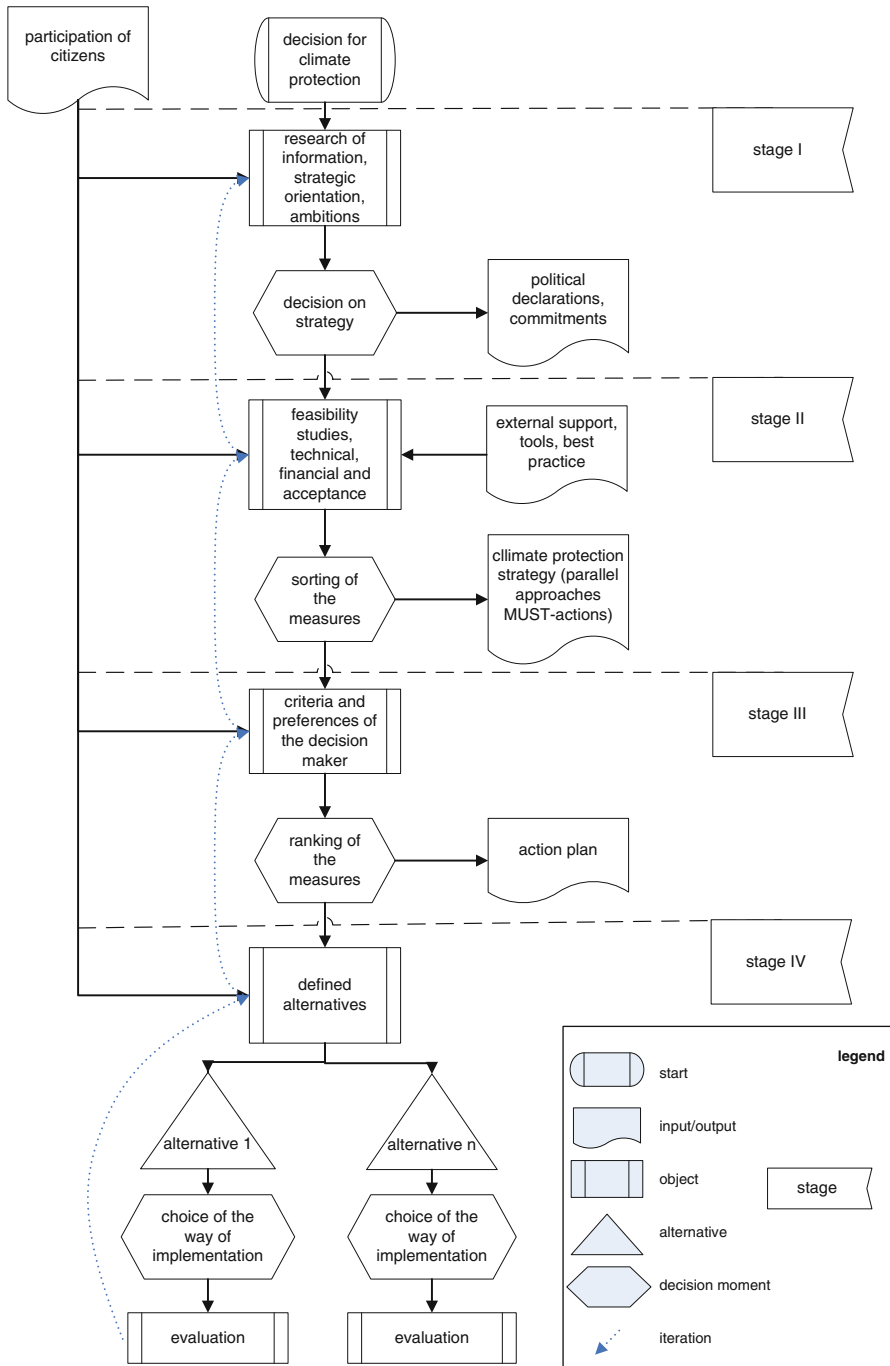 participation of
citizens
decision for
climate
protection
stage I
research of
information,
strategic
orientation,
ambitions
decision on
strategy
political
declarations,
commitments
stage II
feasibility
studies,
technical,
financial and
acceptance
external support,
tools, best
practice
sorting of
the
measures
cllimate protection
strategy (parallel
approaches
MUST-actions)
stage III
criteria and
preferences of
the decision
maker
ranking of
the
measures
action plan
stage IV
defined
alternatives
alternative 1
alternative n
choice of the
way of
implementation
choice of the
way of
implementation
evaluation
evaluation
legend
start
input/output
object
stage
alternative
decision moment
iteration